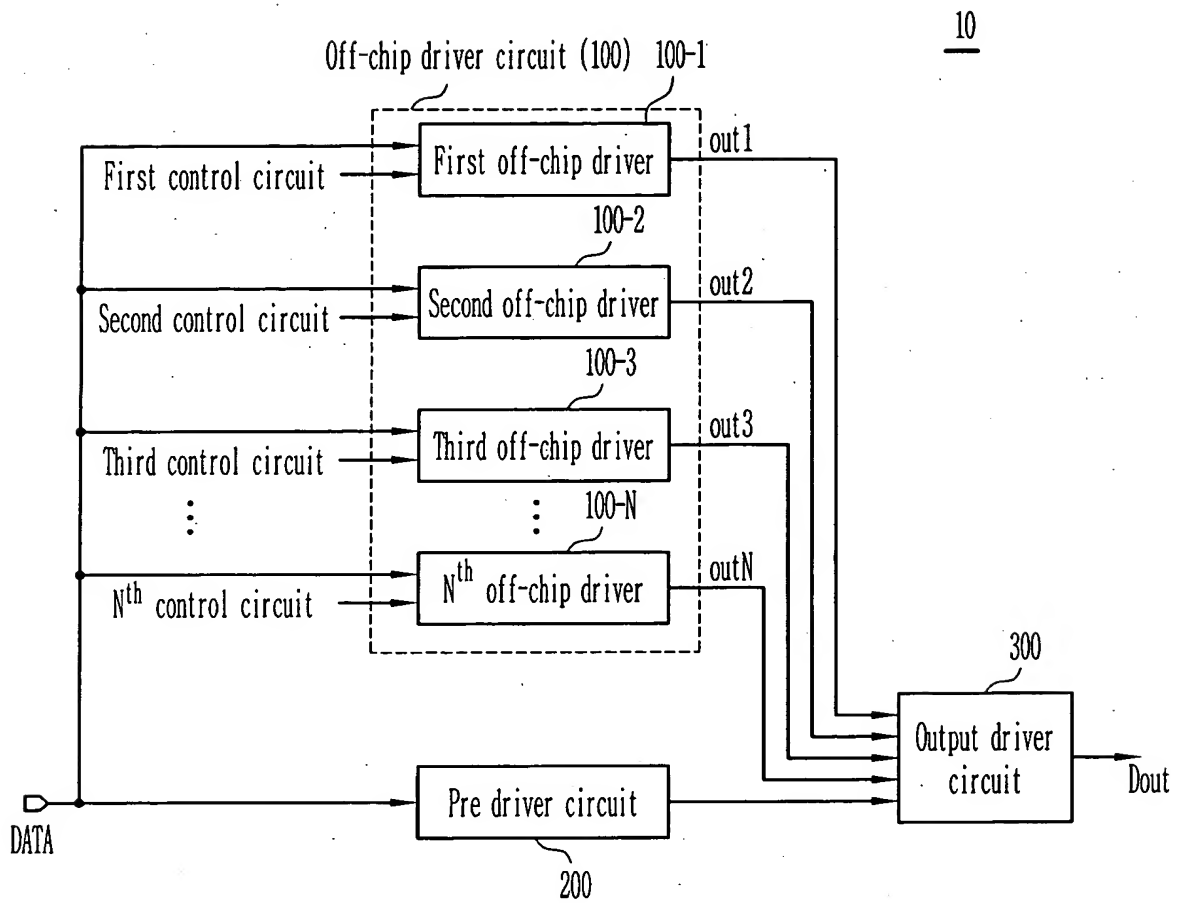 10
Off-chip driver circuit (100)
100-1
First control circuit
First off-chip driver
out1
100-2
Second control circuit
Second off-chip driver
out2
100-3
Third control circuit
Third off-chip driver
out3
100-N
Nth control circuit
Nth off-chip driver
outN
300
Output driver
circuit
Dout
DATA
Pre driver circuit
200